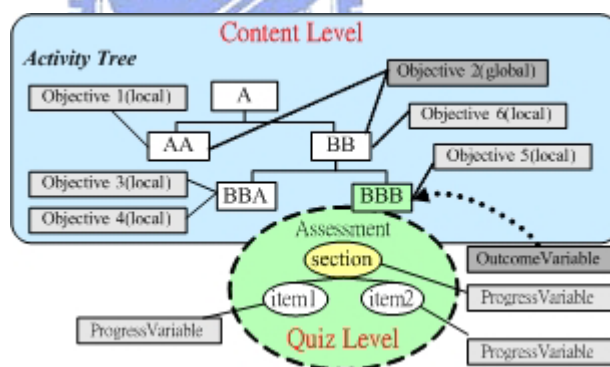 Content Level
Activity Tree
Objective 2(global)
Objective 1(local)
A
Objective 6(local)
AA
BB
Objective 5(local)
Objective 3(local)
BBA
BBB
Objective 4(local)
Assessment
section
OutcomeVariable
item1
item2
ProgressVariable
ProgressVariable
Quiz Level
ProgressVariable